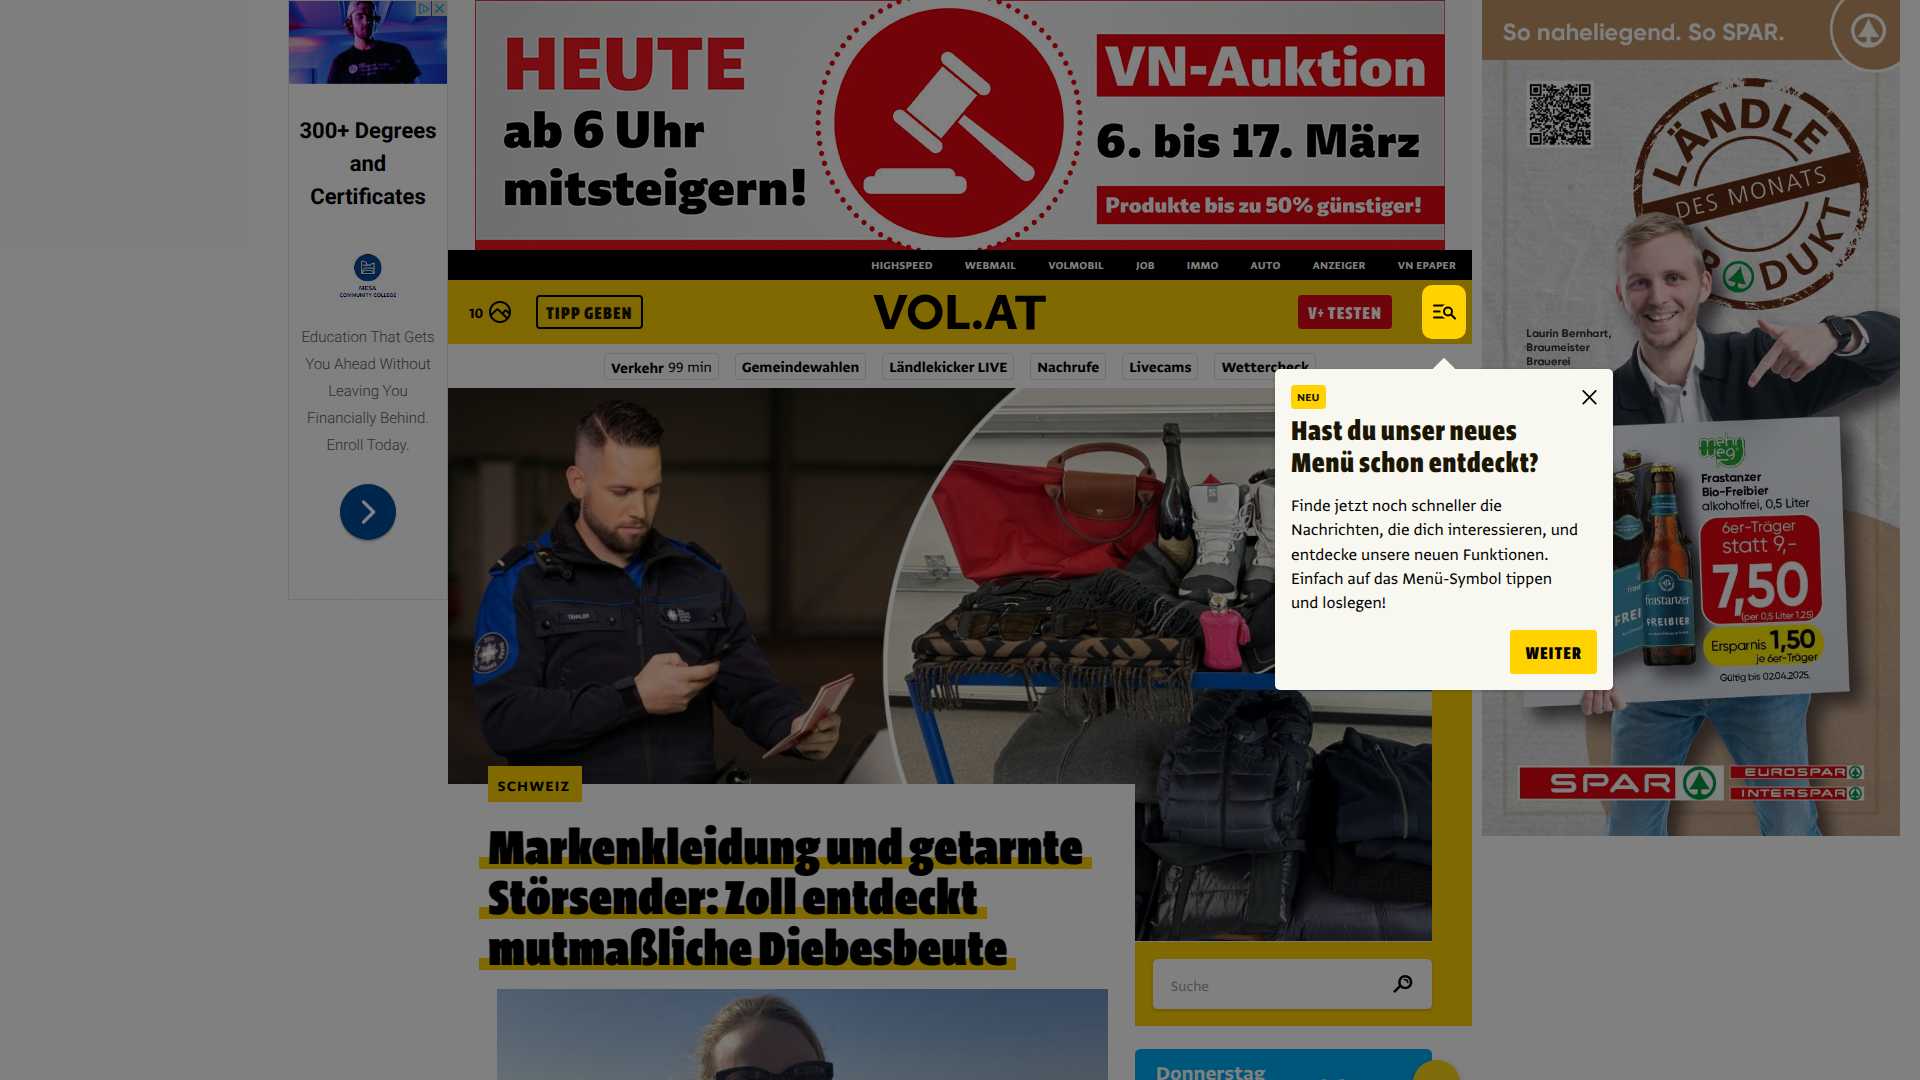 300+ Degrees
and
Certificates
MESA
COMMUNITY COLLEGE
Education That Gets
You Ahead Without
Leaving You
Financially Behind.
Enroll Today.
HEUTE
ab 6 Uhr
mitsteigern!
VN-Auktion
6. bis 17. März
Produkte bis zu 50% günstiger!
HIGHSPEED WEBMAIL VOLMOBIL JOB IMMO AUTO ANZEIGER VN EPAPER
10 TIPP GEBEN VOL.AT V+ TESTEN
Verkehr 99 min Gemeindewahlen Ländlekicker LIVE Nachrufe Livecams Wettercheck
NEU
Hast du unser neues
Menü schon entdeckt?
Finde jetzt noch schneller die
Nachrichten, die dich interessieren, und
entdecke unsere neuen Funktionen.
Einfach auf das Menü-Symbol tippen
und loslegen!
WEITER
SCHWEIZ
Markenkleidung und getarnte
Störsender: Zoll entdeckt
mutmaßliche Diebesbeute
Suche
Donnerstag
So naheliegend. So SPAR.
LÄNDLE
DES MONATS
PRODUKT
Laurin Bernhart,
Braumeister
Brauerei
mehr
weg
Frastanzer
Bio-Freibier
alkoholfrei, 0,5 Liter
6er-Träger
statt 9,-
7,50
(per 0,5 Liter 1,25)
Ersparnis 1,50
je 6er-Träger
Gültig bis 02.04.2025.
frastanzer
FREIBIER
SPAR
EUROSPAR
INTERSPAR